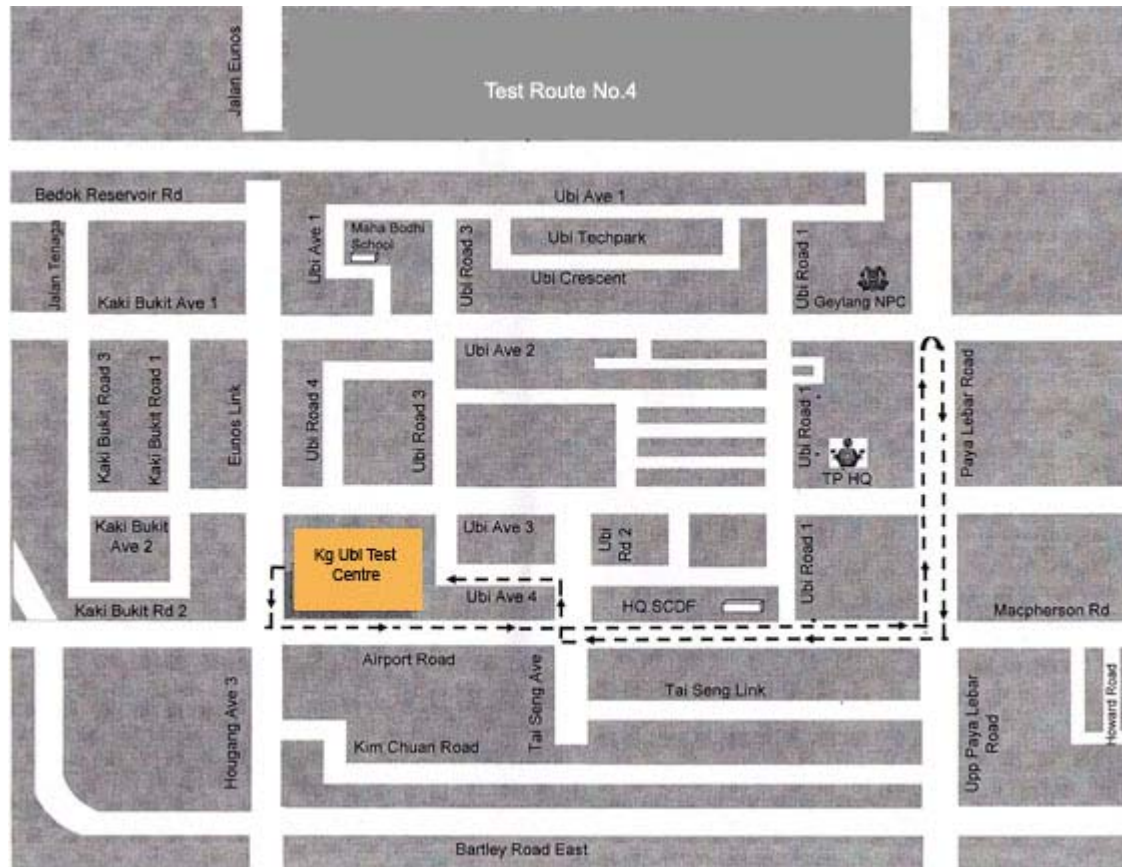 Jalan Eunos
Test Route No.4
Bedok Reservoir Rd
Ubi Ave 1
Jalan Tenaga
Ubi Ave 1
Maha Bodhi
School
Ubi Road 3
Ubi Techpark
Ubi Crescent
Ubi Road 1
Geylang NPC
Kaki Bukit Ave 1
Kaki Bukit Road 3
Kaki Bukit Road 1
Eunos Link
Ubi Road 4
Ubi Road 3
Ubi Ave 2
Ubi Road 1
TP HQ
Paya Lebar Road
Kaki Bukit
Ave 2
Kg Ubi Test
Centre
Ubi Ave 3
Ubi
Rd 2
Ubi Road 1
Kaki Bukit Rd 2
Ubi Ave 4
HQ SCDF
Macpherson Rd
Hougang Ave 3
Airport Road
Tai Seng Ave
Tai Seng Link
Kim Chuan Road
Upp Paya Lebar
Road
Howard Road
Bartley Road East